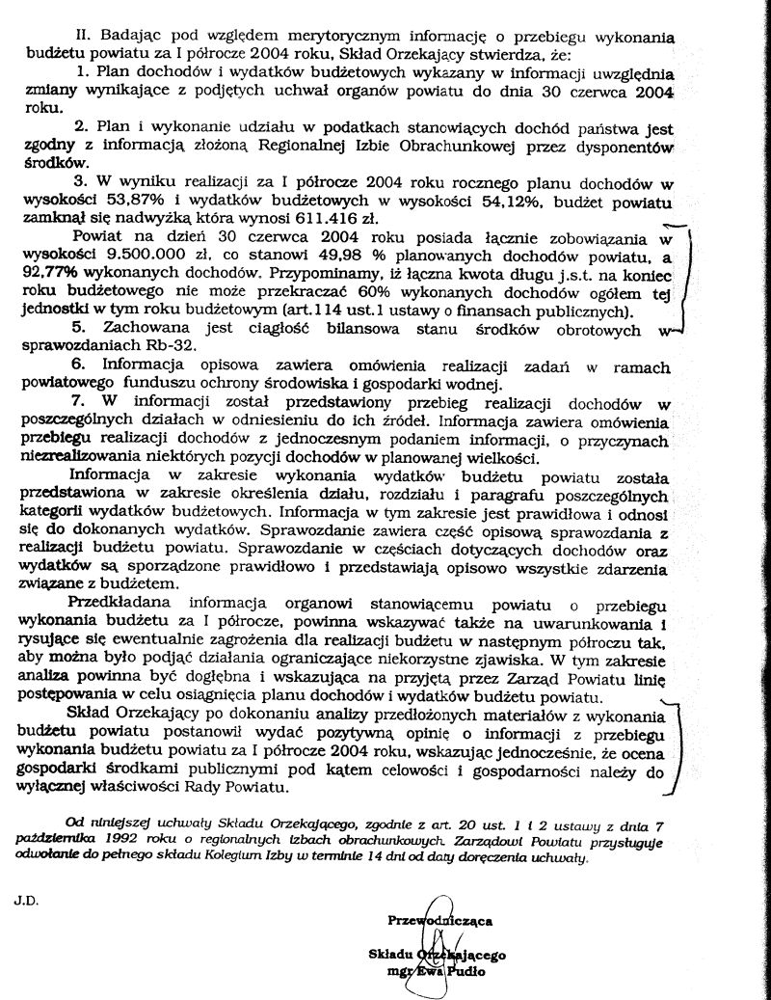 II. Badając pod względem merytorycznym informację o przebiegu wykonania
budżetu powiatu za I półrocze 2004 roku, Skład Orzekający stwierdza, że:
1. Plan dochodów i wydatków budżetowych wykazany w informacji uwzględnia
zmiany wynikające z podjętych uchwał organów powiatu do dnia 30 czerwca 2004
roku.
2. Plan i wykonanie udziału w podatkach stanowiących dochód państwa jest
zgodny z informacją złożoną Regionalnej Izbie Obrachunkowej przez dysponentów
środków.
3. W wyniku realizacji za I półrocze 2004 roku rocznego planu dochodów w
wysokości 53,87% i wydatków budżetowych w wysokości 54,12%, budżet powiatu
zamknął się nadwyżką która wynosi 611.416 zł.
Powiat na dzień 30 czerwca 2004 roku posiada łącznie zobowiązania w
wysokości 9.500.000 zł, co stanowi 49,98 % planowanych dochodów powiatu, a
92,77% wykonanych dochodów. Przypominamy, iż łączna kwota długu j.s.t. na koniec
roku budżetowego nie może przekraczać 60% wykonanych dochodów ogółem tej
jednostki w tym roku budżetowym (art.114 ust.1 ustawy o finansach publicznych).
5. Zachowana jest ciągłość bilansowa stanu środków obrotowych w
sprawozdaniach Rb-32.
6. Informacja opisowa zawiera omówienia realizacji zadań w ramach
powiatowego funduszu ochrony środowiska i gospodarki wodnej.
7. W informacji został przedstawiony przebieg realizacji dochodów w
poszczególnych działach w odniesieniu do ich źródeł. Informacja zawiera omówienia
przebiegu realizacji dochodów z jednoczesnym podaniem informacji, o przyczynach
niezrealizowania niektórych pozycji dochodów w planowanej wielkości.
Informacja w zakresie wykonania wydatków budżetu powiatu została
przedstawiona w zakresie określenia działu, rozdziału i paragrafu poszczególnych
kategorii wydatków budżetowych. Informacja w tym zakresie jest prawidłowa i odnosi
się do dokonanych wydatków. Sprawozdanie zawiera część opisową sprawozdania z
realizacji budżetu powiatu. Sprawozdanie w częściach dotyczących dochodów oraz
wydatków są sporządzone prawidłowo i przedstawiają opisowo wszystkie zdarzenia
związane z budżetem.
Przedkładana informacja organowi stanowiącemu powiatu o przebiegu
wykonania budżetu za I półrocze, powinna wskazywać także na uwarunkowania i
rysujące się ewentualnie zagrożenia dla realizacji budżetu w następnym półroczu tak,
aby można było podjąć działania ograniczające niekorzystne zjawiska. W tym zakresie
analiza powinna być dogłębna i wskazująca na przyjętą przez Zarząd Powiatu linię
postępowania w celu osiągnięcia planu dochodów i wydatków budżetu powiatu.
Skład Orzekający po dokonaniu analizy przedłożonych materiałów z wykonania
budżetu powiatu postanowił wydać pozytywną opinię o informacji z przebiegu
wykonania budżetu powiatu za I półrocze 2004 roku, wskazując jednocześnie, że ocena
gospodarki środkami publicznymi pod kątem celowości i gospodarności należy do
wyłącznej właściwości Rady Powiatu.
Od niniejszej uchwały Składu Orzekającego, zgodnie z art. 20 ust. 1 i 2 ustawy z dnia 7
października 1992 roku o regionalnych izbach obrachunkowych. Zarządowi Powiatu przysługuje
odwołanie do pełnego składu Kolegium Izby w terminie 14 dni od daty doręczenia uchwały.
J.D.
Przewodnicząca
Składu Orzekającego
mgr Ewa Pudło